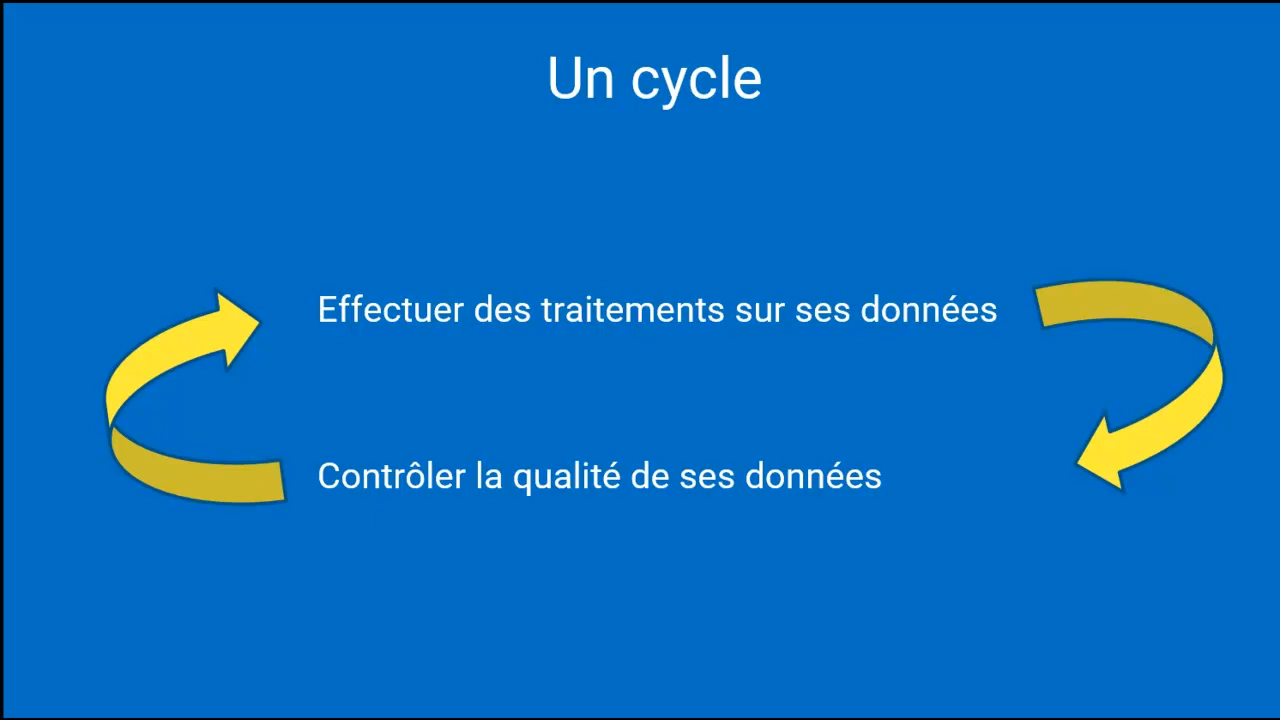 Un cycle
Effectuer des traitements sur ses données
Contrôler la qualité de ses données